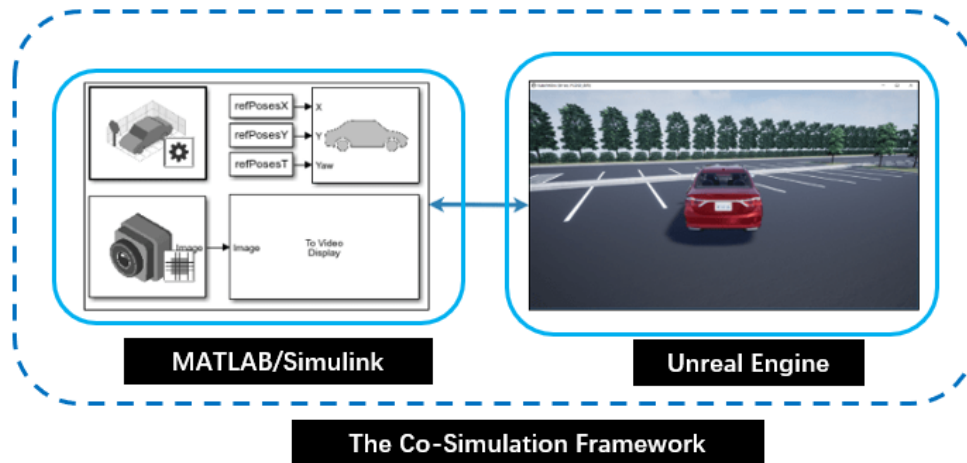 refPosesX
X
refPosesY
Y
refPosesT
Yaw
Image
Image
To Video
Display
MATLAB/Simulink
Unreal Engine
The Co-Simulation Framework